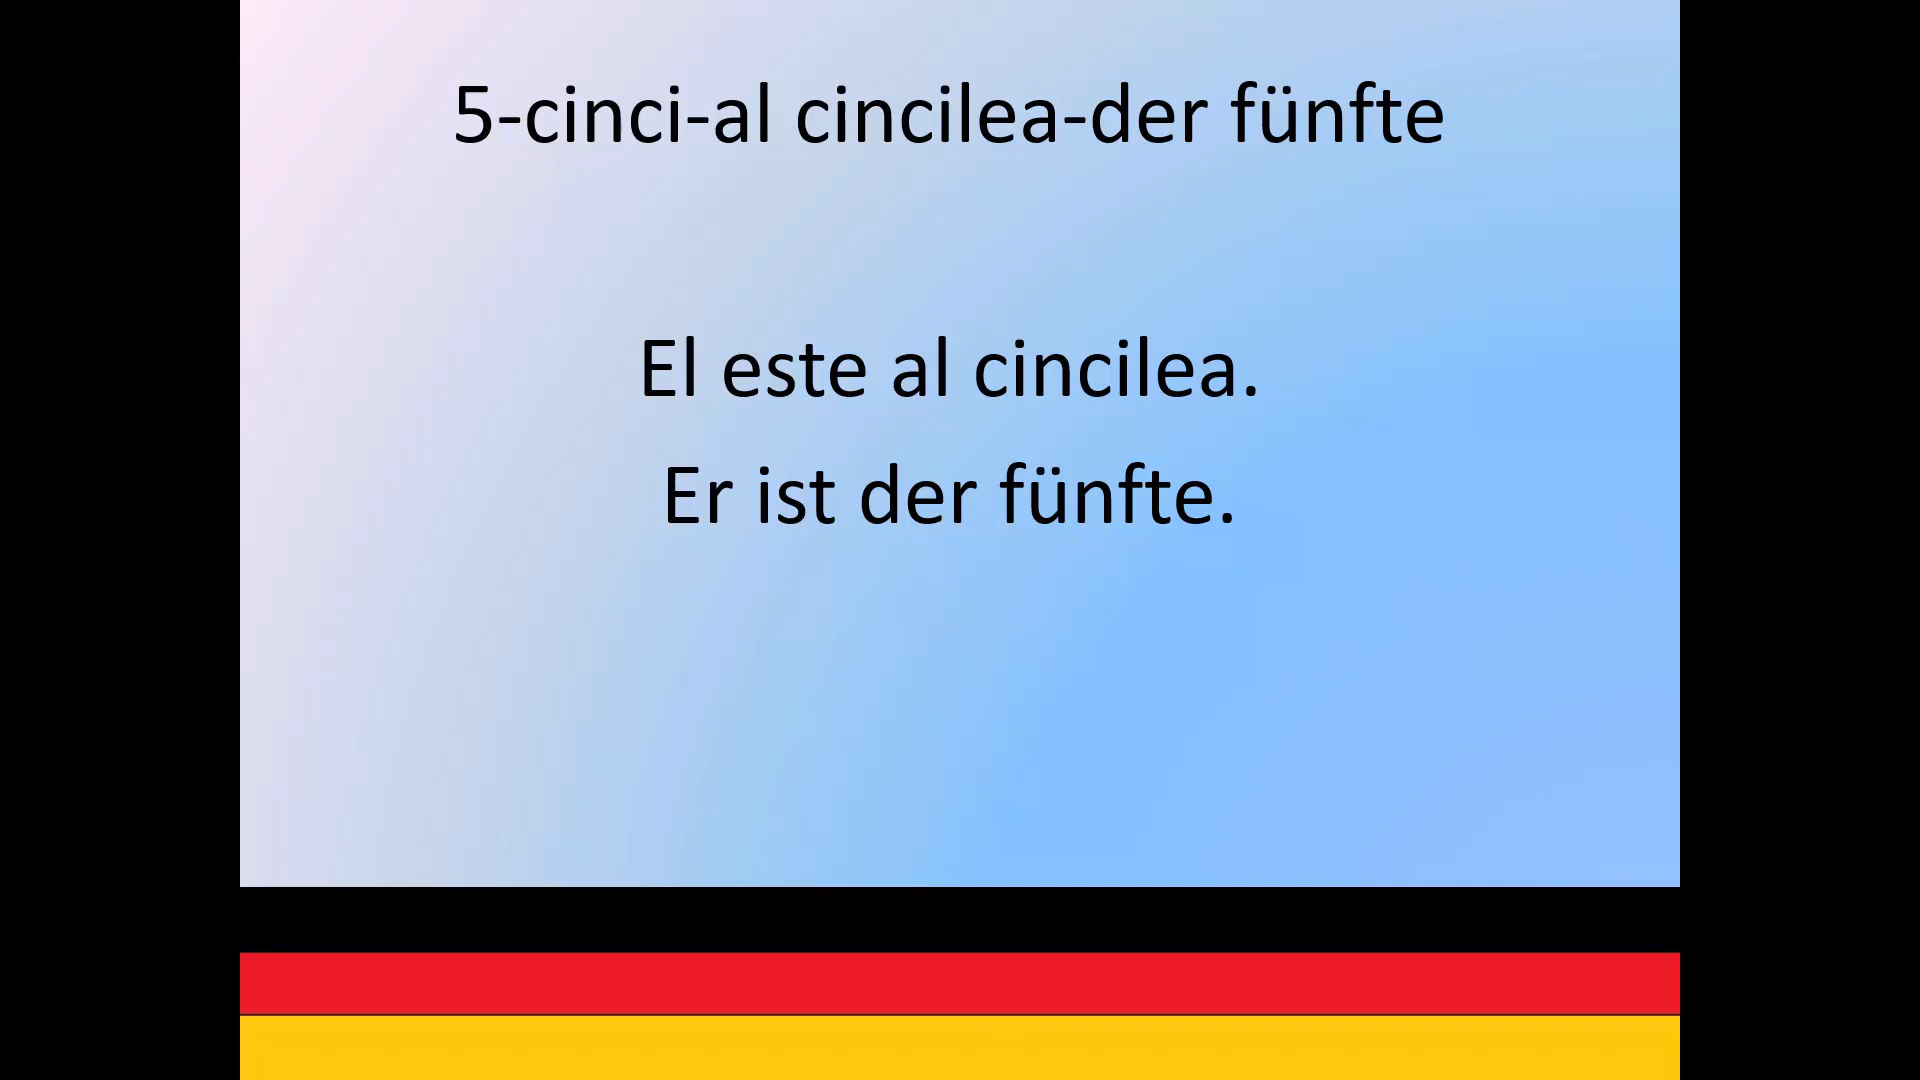 5-cinci-al cincilea-der fünfte
El este al cincilea.
Er ist der fünfte.